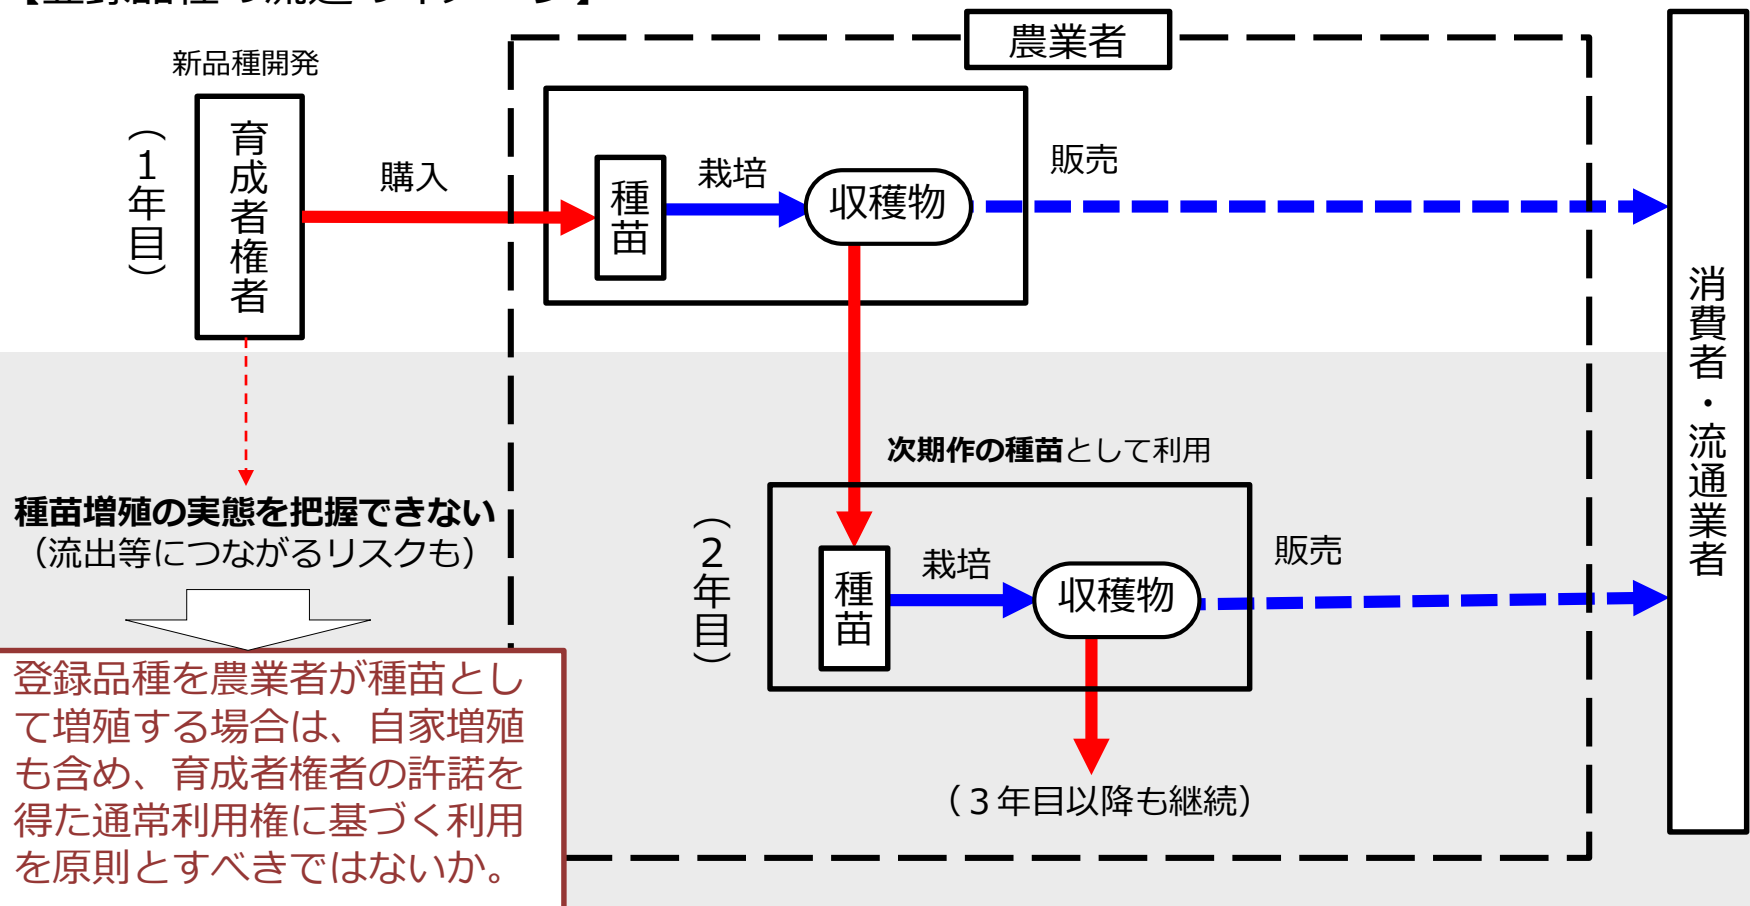 新品種開発
農業者
(1年目)
育成者権者
購入
種苗
栽培
収穫物
販売
消費者・流通業者
次期作の種苗として利用
種苗増殖の実態を把握できない
(流出等につながるリスクも)
(2年目)
種苗
栽培
収穫物
販売
(3年目以降も継続)
登録品種を農業者が種苗とし
て増殖する場合は、自家増殖
も含め、育成者権者の許諾を
得た通常利用権に基づく利用
を原則とすべきではないか。